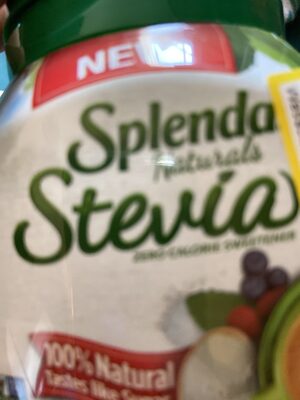 NEW!
Splenda
Naturals
Stevia
ZERO CALORIE SWEETENER
100% Natural
Tastes like Sugar